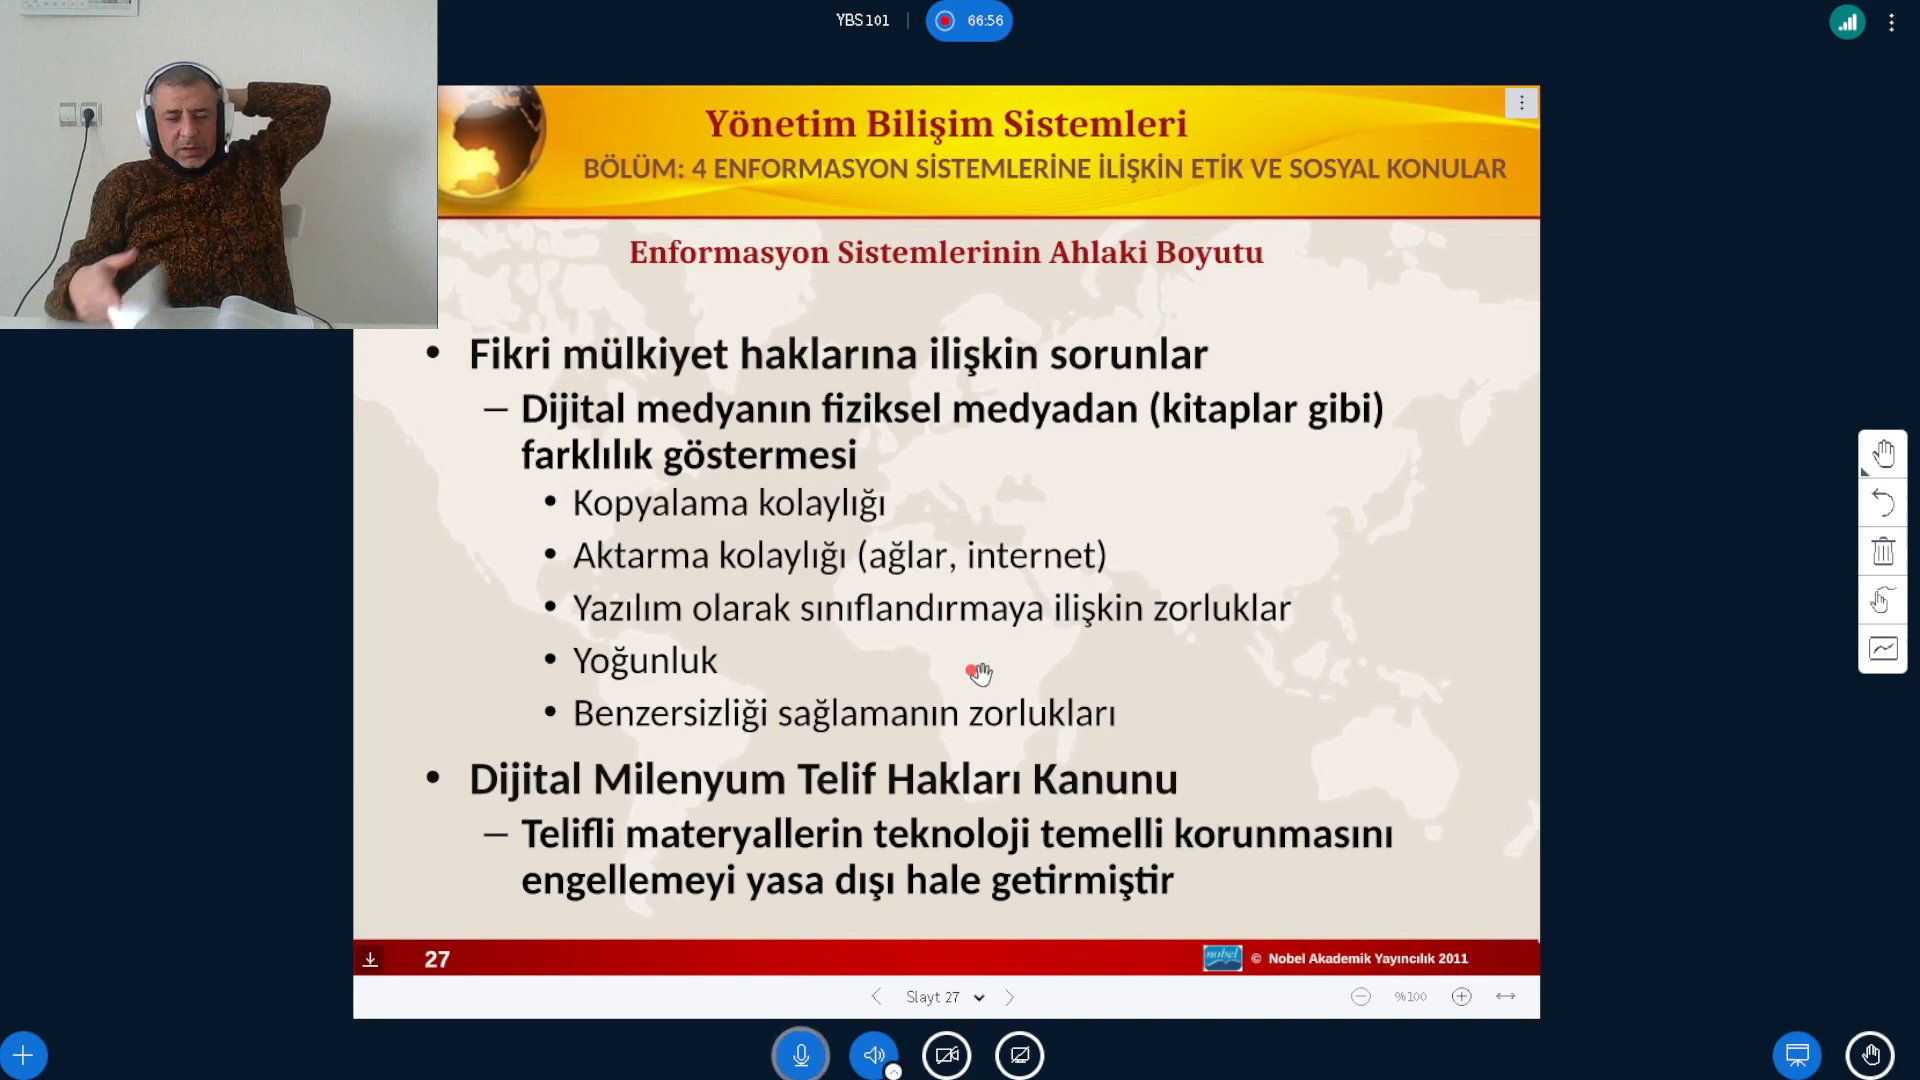 YBS 101
66:56
Yönetim Bilişim Sistemleri
BÖLÜM: 4 ENFORMASYON SİSTEMLERİNE İLİŞKİN ETİK VE SOSYAL KONULAR
Enformasyon Sistemlerinin Ahlaki Boyutu
• Fikri mülkiyet haklarına ilişkin sorunlar
– Dijital medyanın fiziksel medyadan (kitaplar gibi)
farklılık göstermesi
• Kopyalama kolaylığı
• Aktarma kolaylığı (ağlar, internet)
• Yazılım olarak sınıflandırmaya ilişkin zorluklar
• Yoğunluk
• Benzersizliği sağlamanın zorlukları
• Dijital Milenyum Telif Hakları Kanunu
– Telifli materyallerin teknoloji temelli korunmasını
engellemeyi yasa dışı hale getirmiştir
27
nobel © Nobel Akademik Yayıncılık 2011
Slayt 27
%100